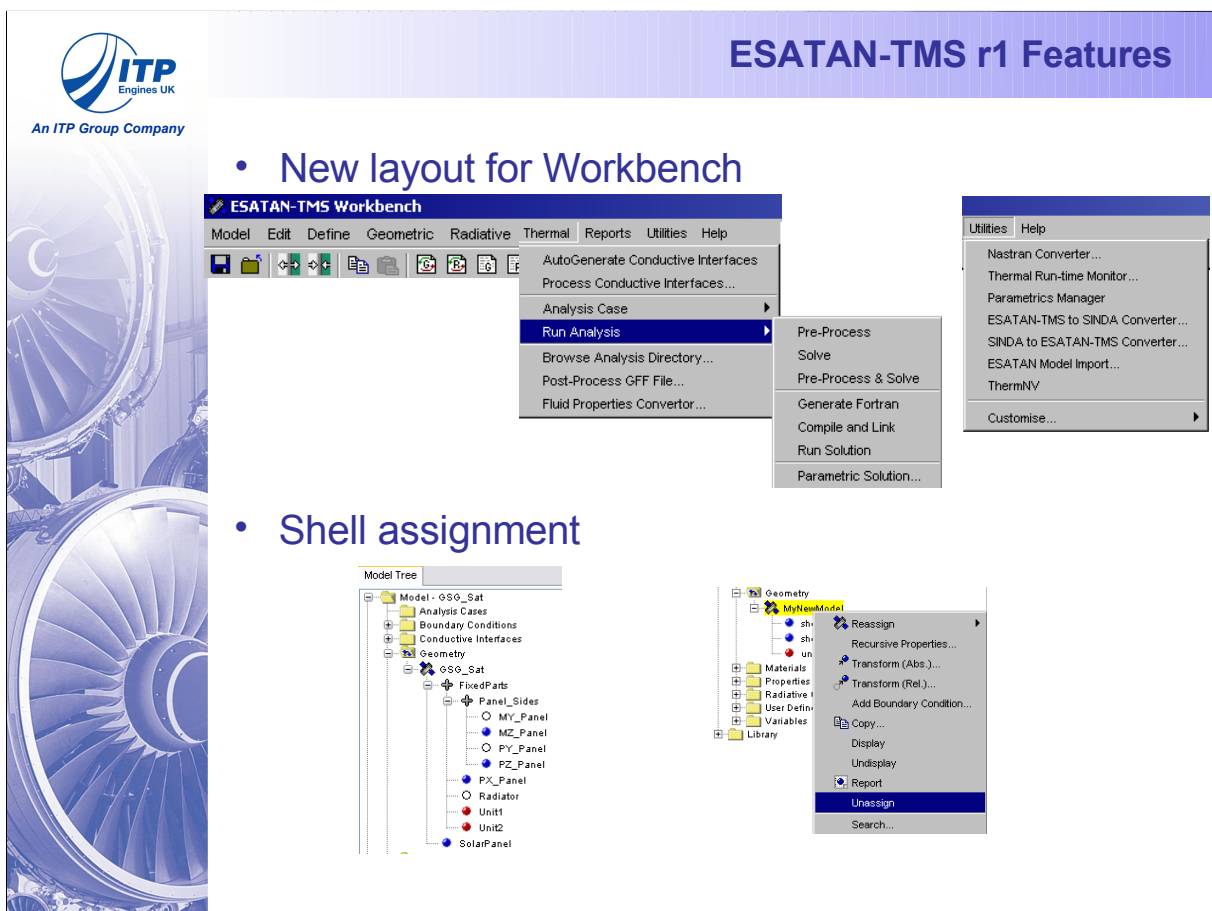 ITP
Engines UK
An ITP Group Company
ESATAN-TMS r1 Features
• New layout for Workbench
ESATAN-TMS Workbench
Model Edit Define Geometric Radiative Thermal Reports Utilities Help
AutoGenerate Conductive Interfaces
Process Conductive Interfaces...
Analysis Case
Run Analysis
Browse Analysis Directory...
Post-Process GFF File...
Fluid Properties Convertor...
Pre-Process
Solve
Pre-Process & Solve
Generate Fortran
Compile and Link
Run Solution
Parametric Solution...
Utilities Help
Nastran Converter...
Thermal Run-time Monitor...
Parametrics Manager
ESATAN-TMS to SINDA Converter...
SINDA to ESATAN-TMS Converter...
ESATAN Model Import...
ThermNV
Customise...
• Shell assignment
Model Tree
Model - GSG_Sat
Analysis Cases
Boundary Conditions
Conductive Interfaces
Geometry
GSG_Sat
FixedParts
Panel_Sides
MY_Panel
MZ_Panel
PY_Panel
PZ_Panel
PX_Panel
Radiator
Unit1
Unit2
SolarPanel
Geometry
MyNewModel
Materials
Properties
Radiative
User Defin
Variables
Library
Reassign
Recursive Properties...
Transform (Abs.)...
Transform (Rel.)...
Add Boundary Condition...
Copy...
Display
Undisplay
Report
Unassign
Search...